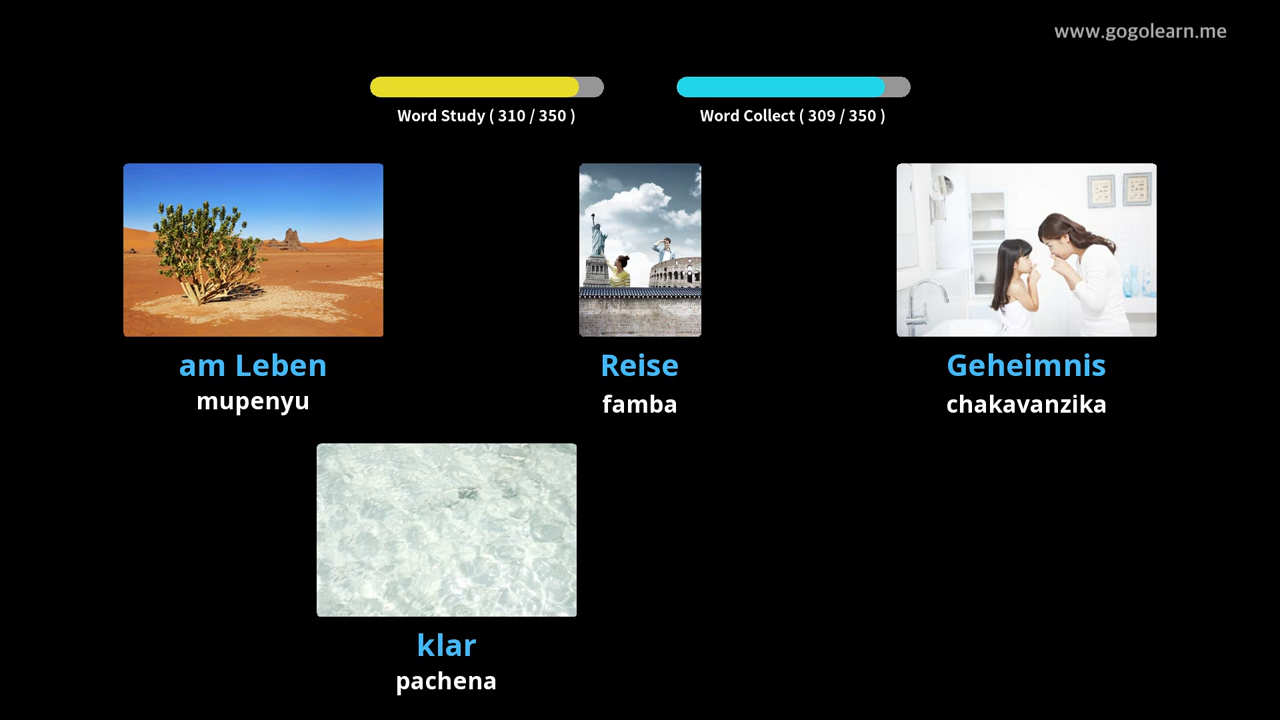 www.gogolearn.me
Word Study ( 310 / 350 )
Word Collect ( 309 / 350 )
am Leben
mupenyu
Reise
famba
Geheimnis
chakavanzika
klar
pachena